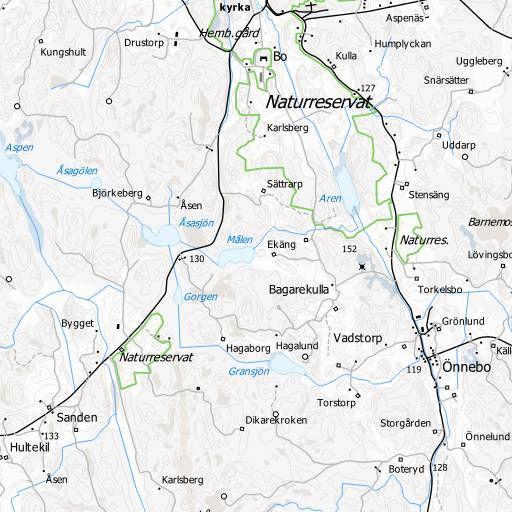 kyrka
Aspenäs
Hemb.gård
Drustorp
Humplyckan
Kungshult
Bo
Kulla
Uggleberg
Snärsätter
127
Naturreservat
Karlsberg
Uddarp
Aspen
Åsagölen
Sättrarp
Björkeberg
Stensäng
Aren
Åsen
Åsasjön
Barnemos
Målen
Ekäng
Naturres.
152
Lövingsbo
130
Bagarekulla
Torkelsbo
Gorgen
Bygget
Grönlund
Vadstorp
Hagaborg
Hagalund
Käll
Naturreservat
Gransjön
119
Önnebo
Torstorp
Sanden
Dikarekroken
Storgården
133
Önnelund
Hultekil
Boteryd
128
Åsen
Karlsberg